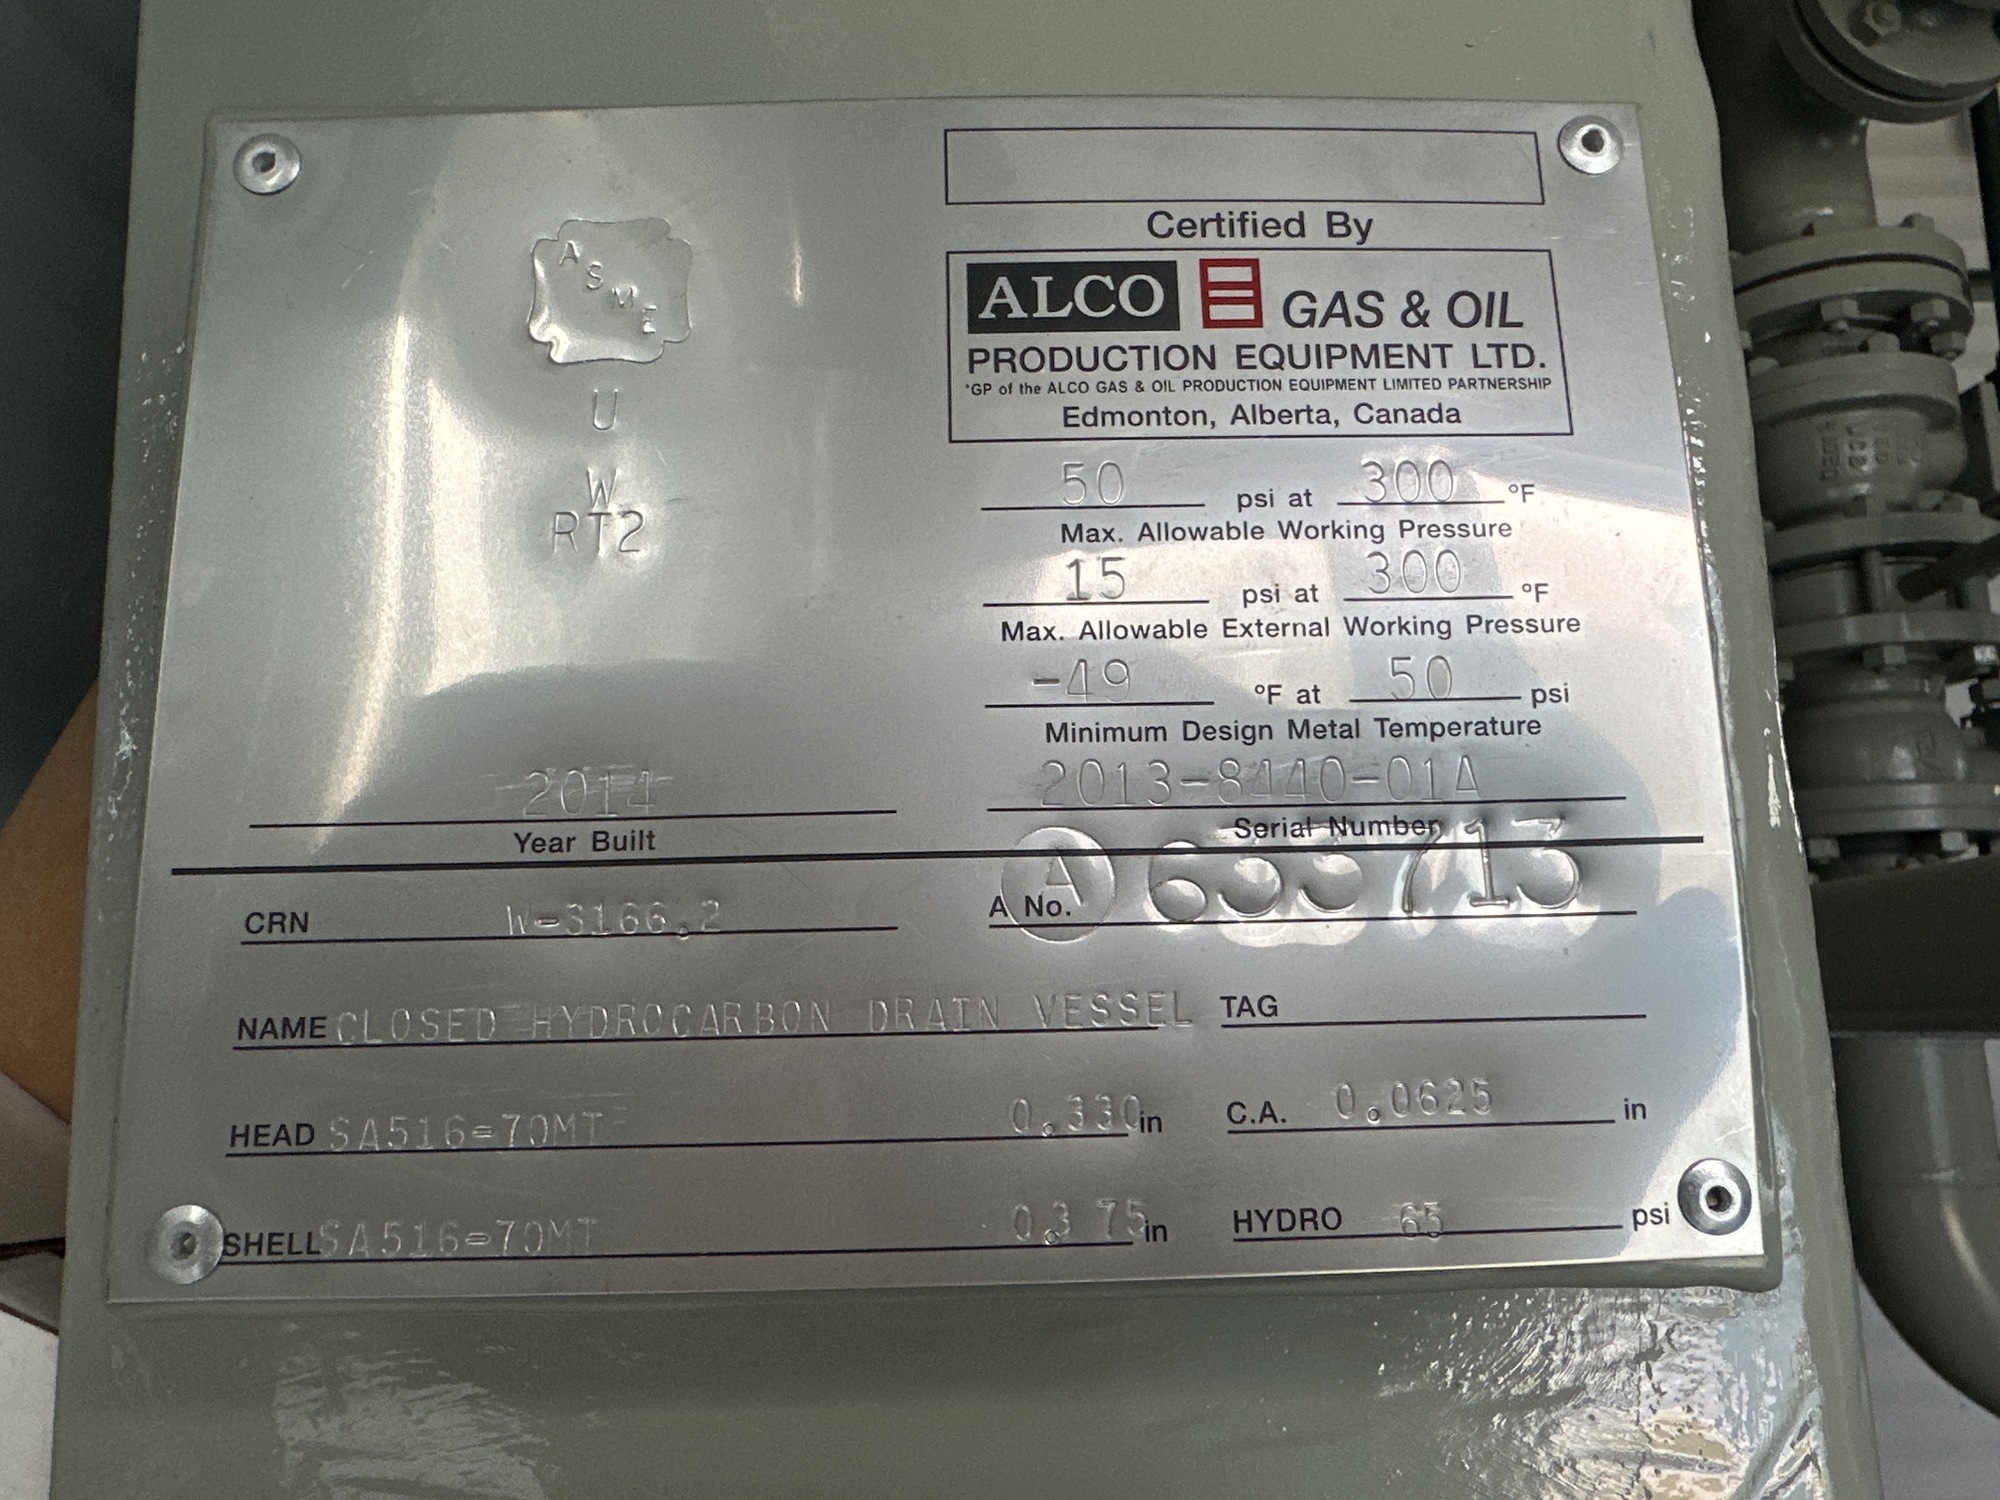 Certified By
ALCO GAS & OIL
PRODUCTION EQUIPMENT LTD.
*GP of the ALCO GAS & OIL PRODUCTION EQUIPMENT LIMITED PARTNERSHIP
Edmonton, Alberta, Canada
ASME
U
W
RT2
50 psi at 300 °F
Max. Allowable Working Pressure
15 psi at 300 °F
Max. Allowable External Working Pressure
-49 °F at 50 psi
Minimum Design Metal Temperature
2014
Year Built
2013-8440-01A
Serial Number
CRN W-3166.2
A No. A 633713
NAME CLOSED HYDROCARBON DRAIN VESSEL TAG
HEAD SA516-70MT 0.330 in C.A. 0.0625 in
SHELL SA516-70MT 0.375 in HYDRO 65 psi